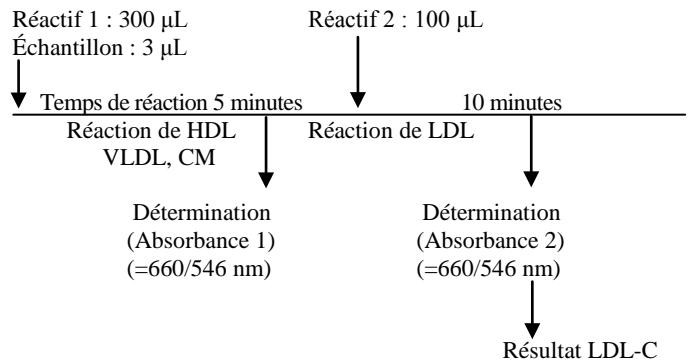 Réactif 1 : 300 µL
Échantillon : 3 µL
Réactif 2 : 100 µL
Temps de réaction 5 minutes
10 minutes
Réaction de HDL
VLDL, CM
Réaction de LDL
Détermination
(Absorbance 1)
(=660/546 nm)
Détermination
(Absorbance 2)
(=660/546 nm)
Résultat LDL-C